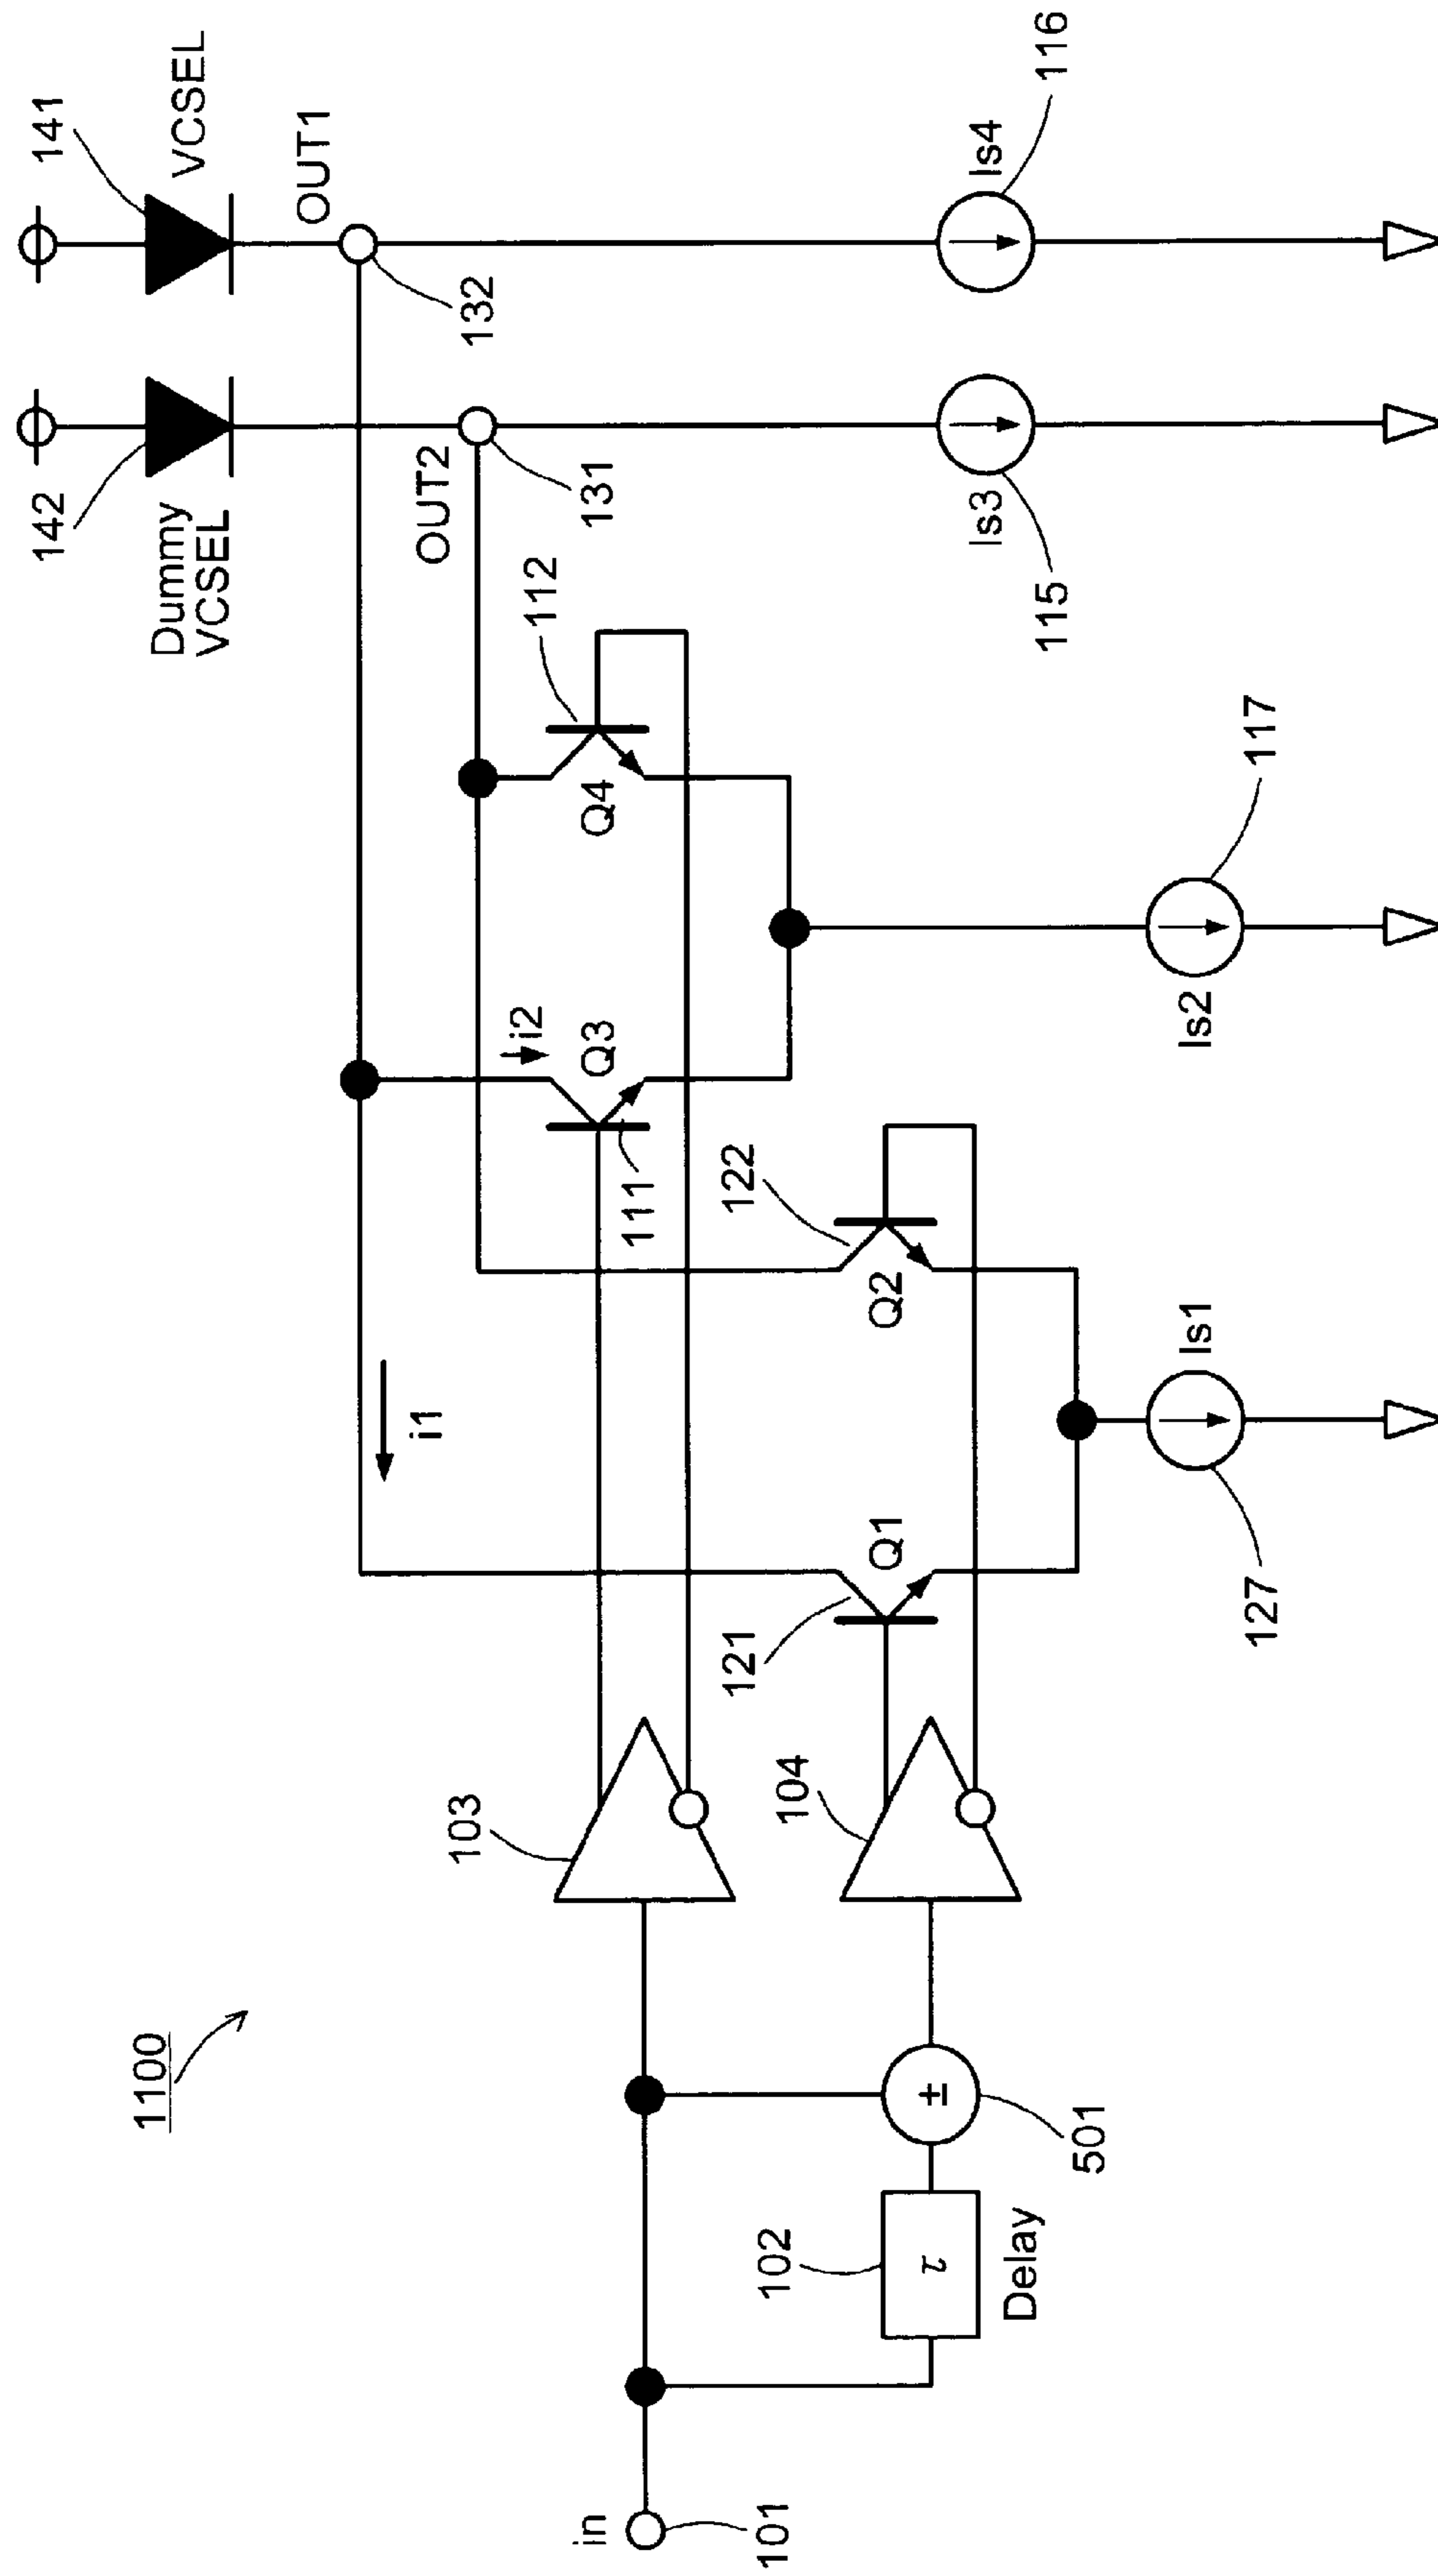 1100
in
101
102
τ
Delay
±
501
103
104
i1
121
Q1
Q2
122
Is1
127
111
Q3
i2
Q4
112
Is2
117
OUT2
131
142
Dummy
VCSEL
Is3
115
141
VCSEL
OUT1
132
Is4
116